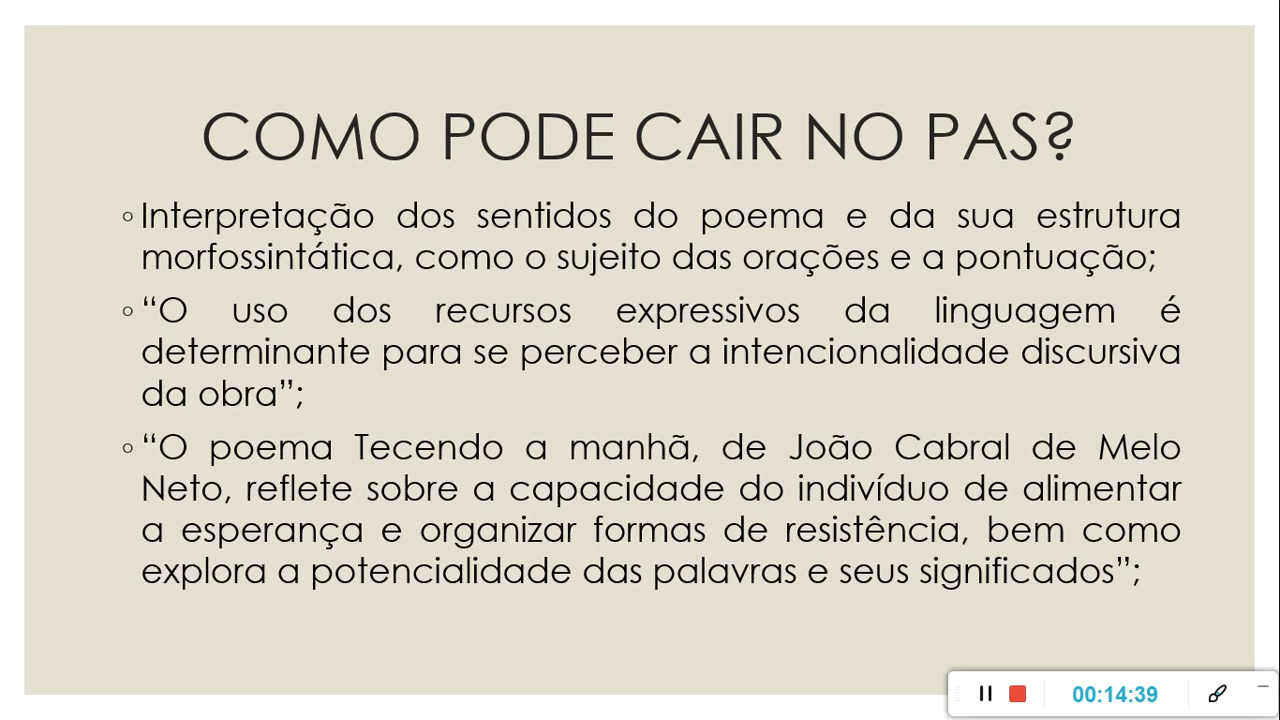 COMO PODE CAIR NO PAS?
◦ Interpretação dos sentidos do poema e da sua estrutura
morfossintática, como o sujeito das orações e a pontuação;
◦ “O uso dos recursos expressivos da linguagem é
determinante para se perceber a intencionalidade discursiva
da obra”;
◦ “O poema Tecendo a manhã, de João Cabral de Melo
Neto, reflete sobre a capacidade do indivíduo de alimentar
a esperança e organizar formas de resistência, bem como
explora a potencialidade das palavras e seus significados”;
00:14:39